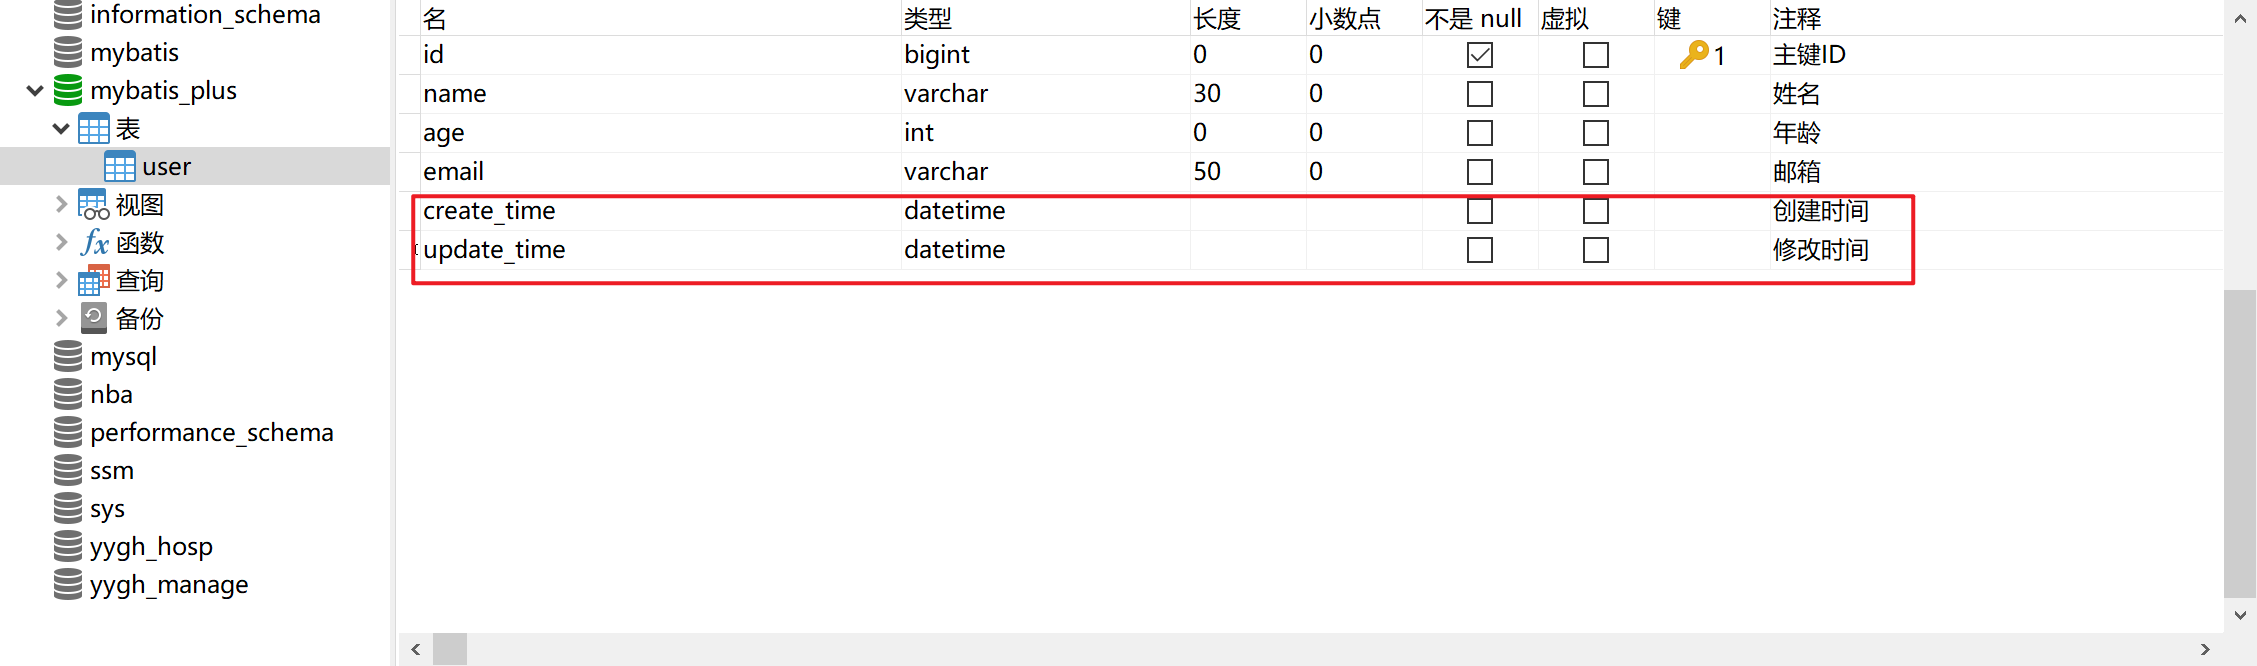 information_schema
mybatis
mybatis_plus
表
user
视图
fx 函数
查询
备份
mysql
nba
performance_schema
ssm
sys
yygh_hosp
yygh_manage
名 类型 长度 小数点 不是 null 虚拟 键 注释
id bigint 0 0 1 主键ID
name varchar 30 0 姓名
age int 0 0 年龄
email varchar 50 0 邮箱
create_time datetime 创建时间
update_time datetime 修改时间